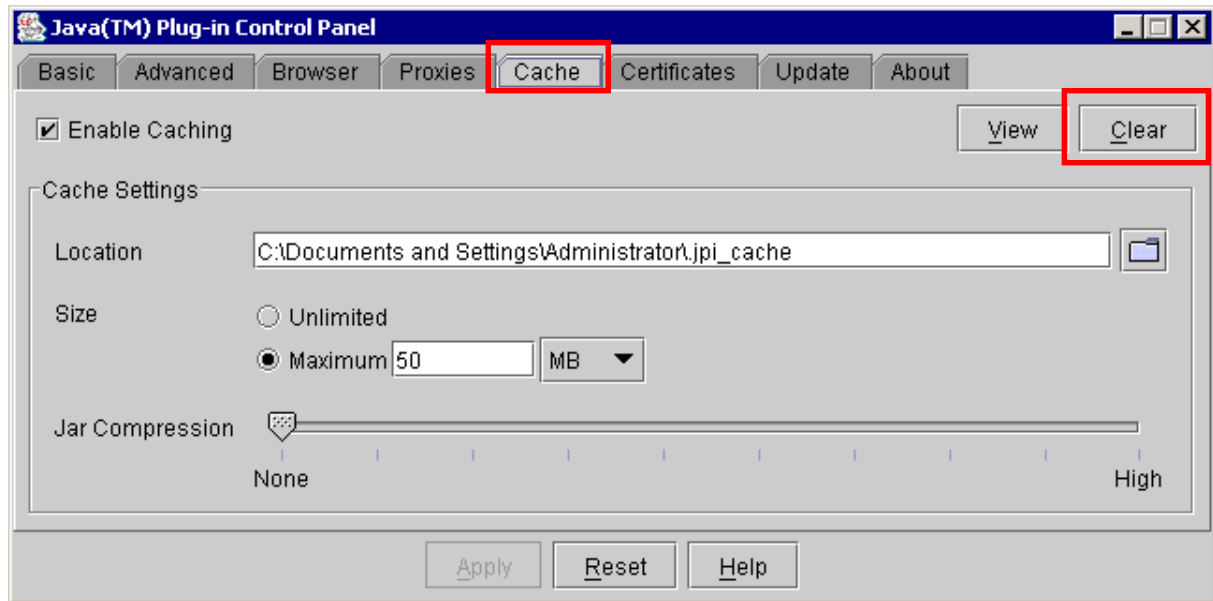 Java(TM) Plug-in Control Panel
Basic Advanced Browser Proxies Cache Certificates Update About
Enable Caching View Clear
Cache Settings
Location C:\Documents and Settings\Administrator\.jpi_cache
Size Unlimited
Maximum 50 MB
Jar Compression
None High
Apply Reset Help